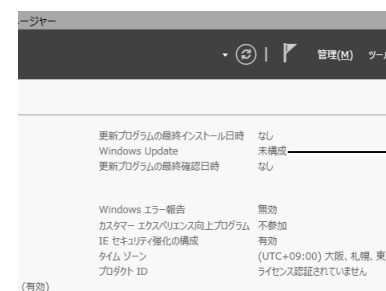 ージャー
管理(M) ツール
更新プログラムの最終インストール日時 なし
Windows Update 未構成
更新プログラムの最終確認日時 なし
Windows エラー報告 無効
カスタマー エクスペリエンス向上プログラム 不参加
IE セキュリティ強化の構成 有効
タイム ゾーン (UTC+09:00) 大阪、札幌、東
プロダクト ID ライセンス認証されていません
(有効)